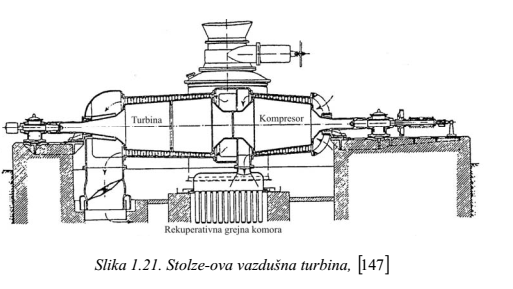 Turbina
Kompresor
Rekuperativna grejna komora
Slika 1.21. Stolze-ova vazdušna turbina, [147]